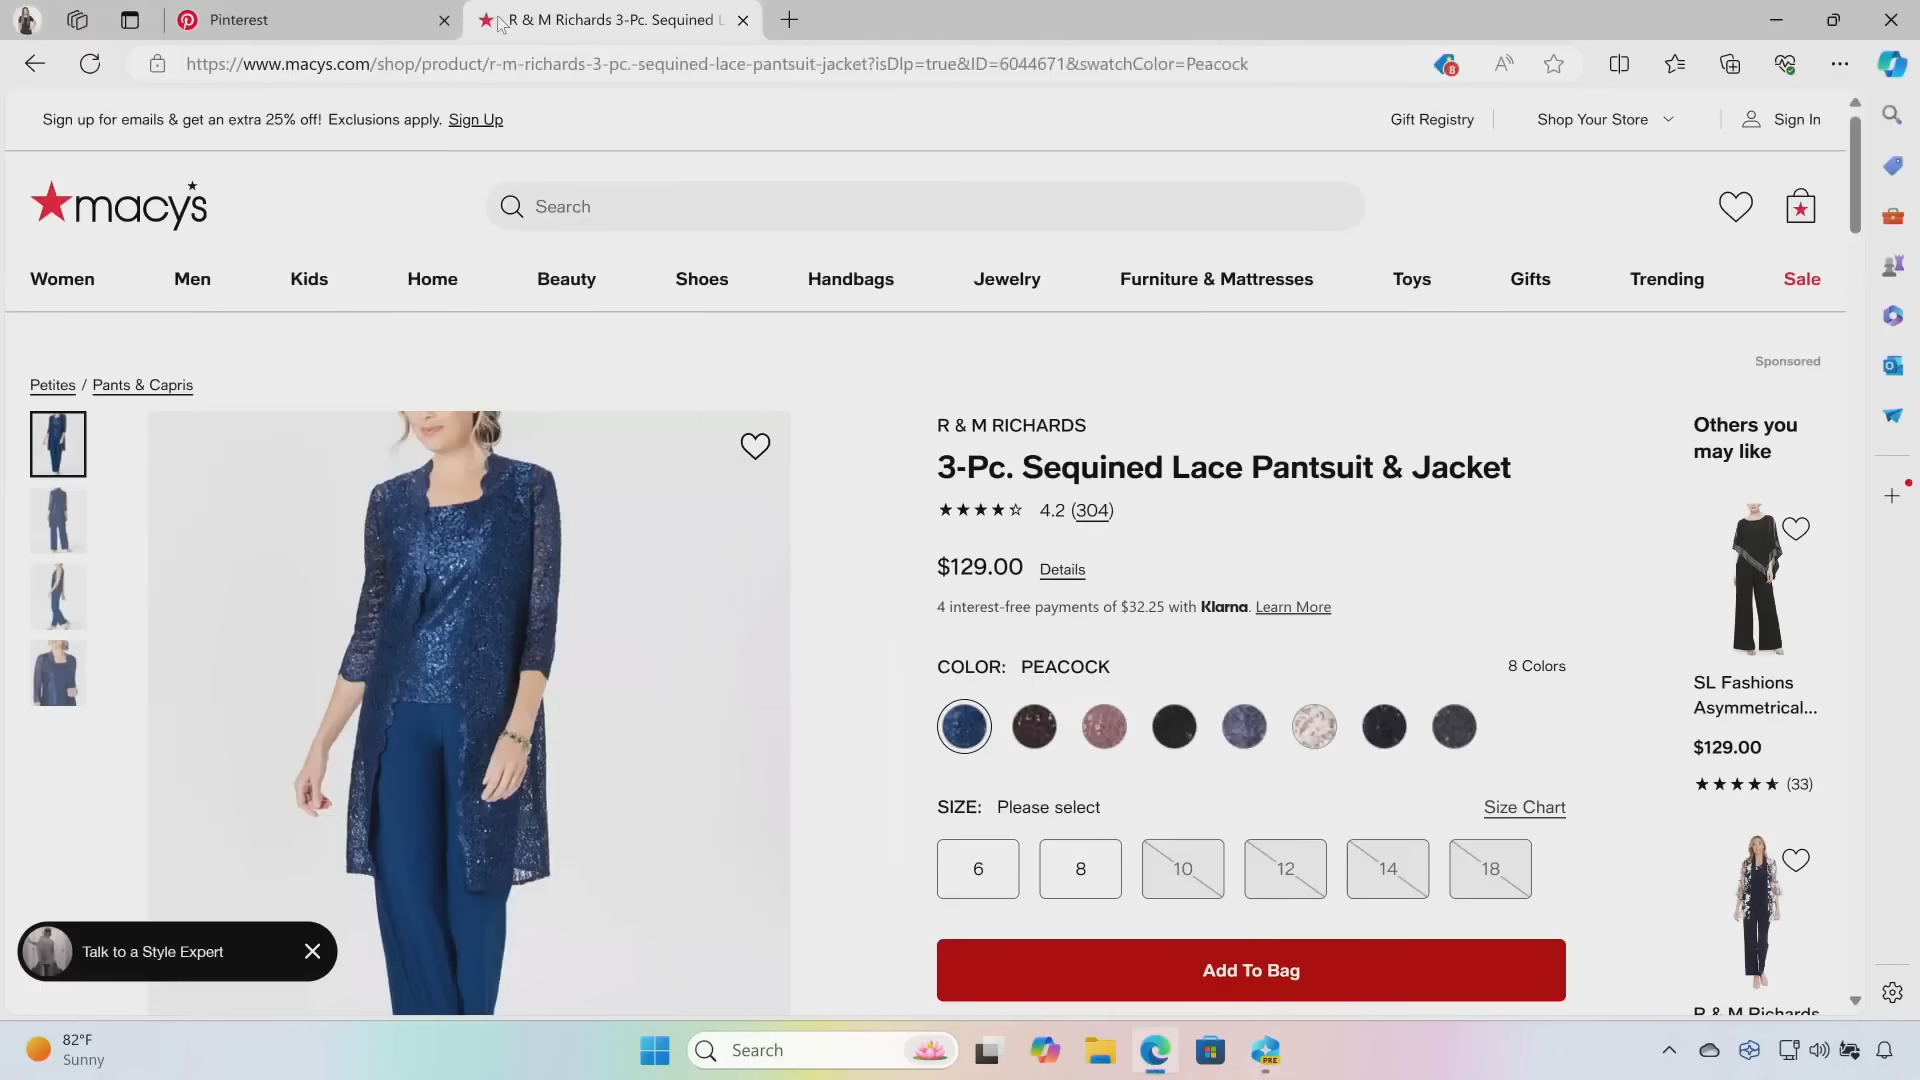 Pinterest
R & M Richards 3-Pc. Sequined L
https://www.macys.com/shop/product/r-m-richards-3-pc.-sequined-lace-pantsuit-jacket?isDlp=true&ID=6044671&swatchColor=Peacock
8
Sign up for emails & get an extra 25% off! Exclusions apply. Sign Up
Gift Registry
Shop Your Store
Sign In
macys
Search
Women
Men
Kids
Home
Beauty
Shoes
Handbags
Jewelry
Furniture & Mattresses
Toys
Gifts
Trending
Sale
Sponsored
Petites / Pants & Capris
R & M RICHARDS
3-Pc. Sequined Lace Pantsuit & Jacket
4.2 (304)
$129.00 Details
4 interest-free payments of $32.25 with Klarna. Learn More
COLOR: PEACOCK
8 Colors
SIZE: Please select
Size Chart
6
8
10
12
14
18
Add To Bag
Others you
may like
SL Fashions
Asymmetrical...
$129.00
(33)
R & M Richards
Talk to a Style Expert
82°F
Sunny
Search
PRE